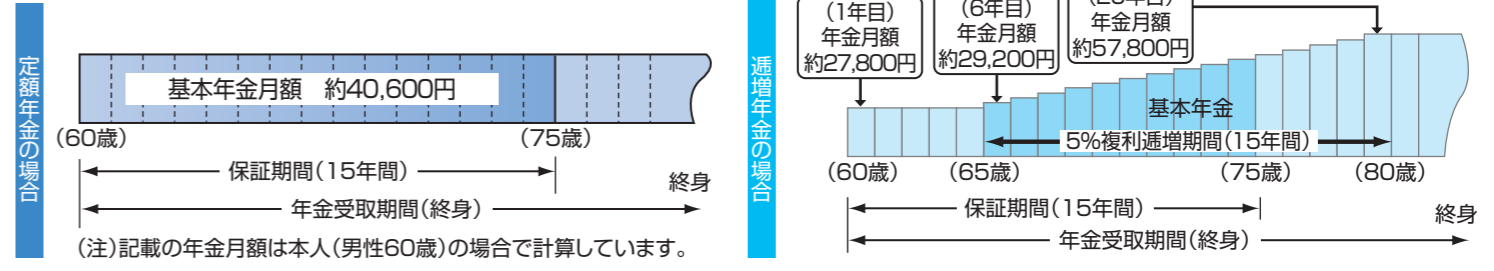 定額年金の場合
基本年金月額　約40,600円
(60歳)
(75歳)
保証期間(15年間)
終身
年金受取期間(終身)
(注)記載の年金月額は本人(男性60歳)の場合で計算しています。
逓増年金の場合
(1年目)
年金月額
約27,800円
(6年目)
年金月額
約29,200円
年金月額
約57,800円
基本年金
5%複利逓増期間(15年間)
(60歳)
(65歳)
(75歳)
(80歳)
保証期間(15年間)
終身
年金受取期間(終身)